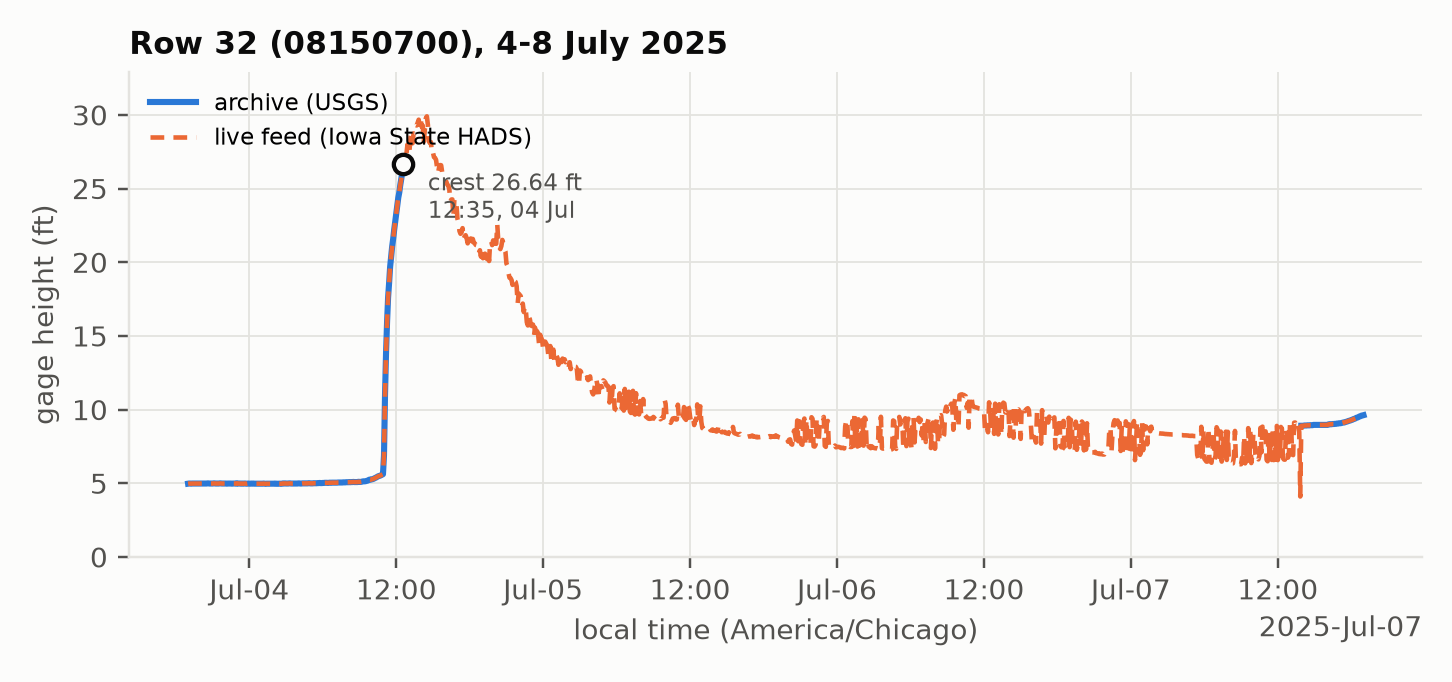 Row 32 (08150700), 4-8 July 2025
archive (USGS)
live feed (Iowa State HADS)
crest 26.64 ft
12:35, 04 Jul
gage height (ft)
30
25
20
15
10
5
0
Jul-04 12:00 Jul-05 12:00 Jul-06 12:00 Jul-07 12:00
2025-Jul-07
local time (America/Chicago)